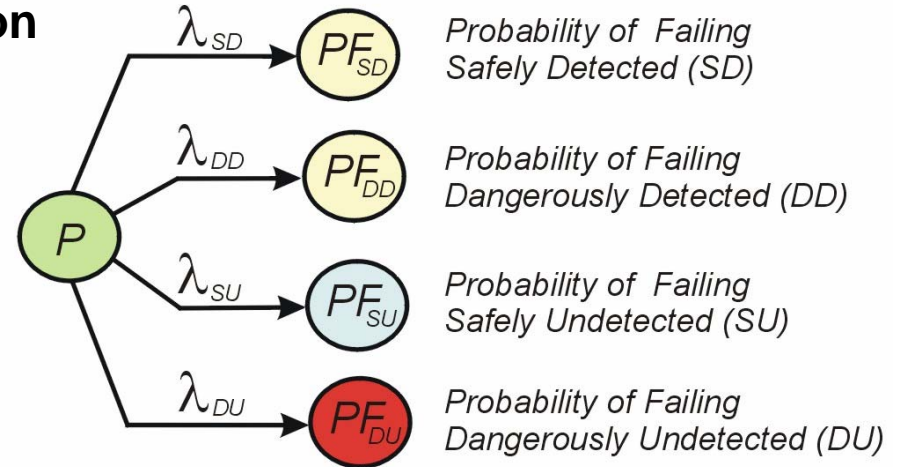 on
λSD
PFSD
Probability of Failing
Safely Detected (SD)
λDD
PFDD
Probability of Failing
Dangerously Detected (DD)
P
λSU
PFSU
Probability of Failing
Safely Undetected (SU)
λDU
PFDU
Probability of Failing
Dangerously Undetected (DU)